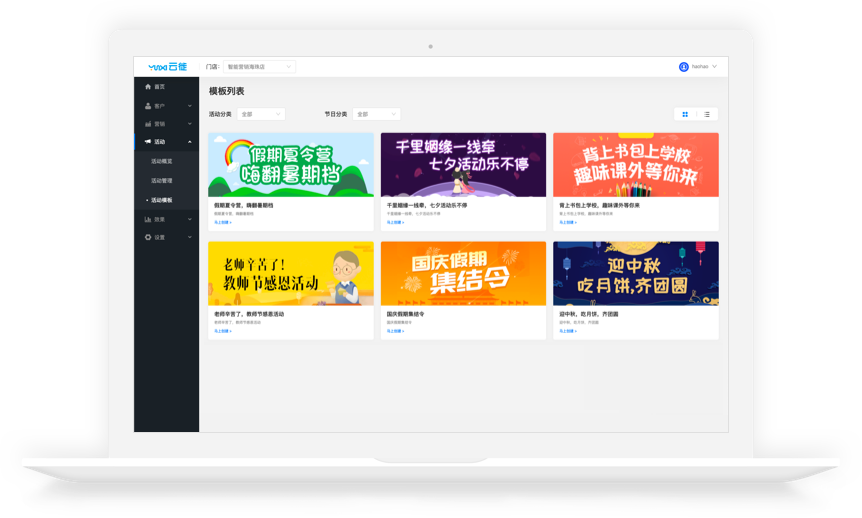 YUNXI云徙
门店:
智能营销海珠店
haohao
首页
客户
营销
活动
活动概览
活动管理
活动模板
效果
设置
模板列表
活动分类
全部
节日分类
全部
假期夏令营
嗨翻暑期档
千里姻缘一线牵
七夕活动乐不停
背上书包上学校
趣味课外等你来
假期夏令营,嗨翻暑期档
假期夏令营,嗨翻暑期档
马上创建 >
千里姻缘一线牵,七夕活动乐不停
千里姻缘一线牵,七夕活动乐不停
马上创建 >
背上书包上学校,趣味课外等你来
背上书包上学校,趣味课外等你来
马上创建 >
老师辛苦了!
教师节感恩活动
国庆假期
集结令
迎中秋
吃月饼,齐团圆
老师辛苦了,教师节感恩活动
老师辛苦了,教师节感恩活动
马上创建 >
国庆假期集结令
国庆假期集结令
马上创建 >
迎中秋,吃月饼,齐团圆
迎中秋,吃月饼,齐团圆
马上创建 >